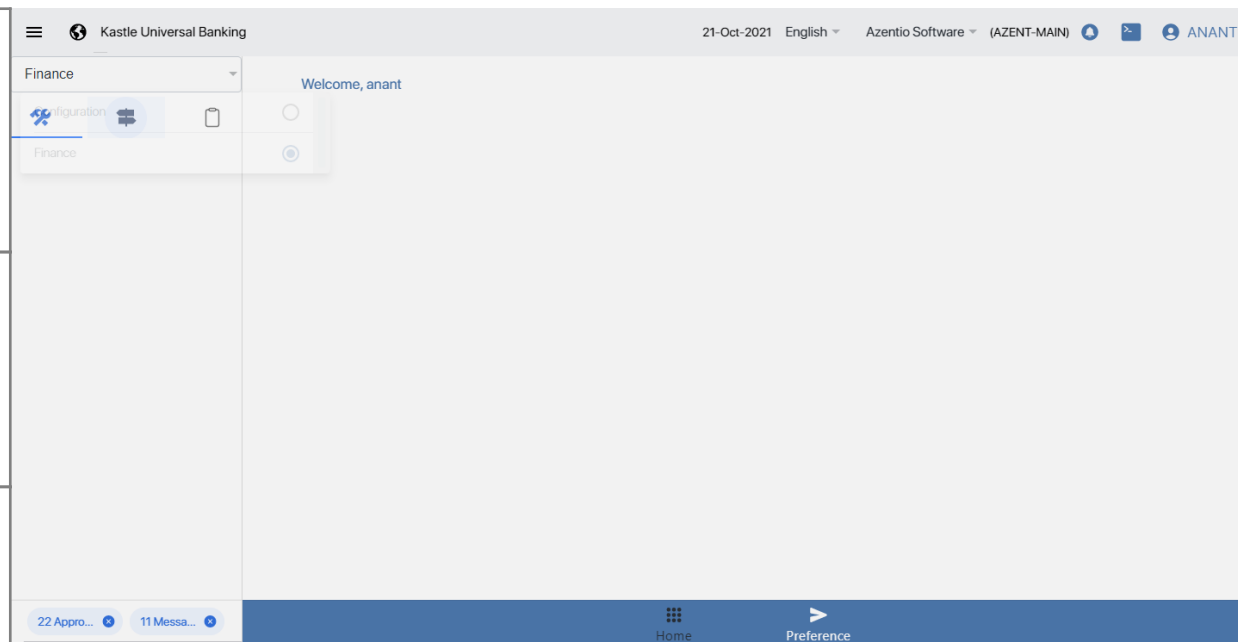 Kastle Universal Banking
21-Oct-2021 English Azentio Software (AZENT-MAIN) ANANT
Finance
Welcome, anant
Configuration
Finance
22 Appro... 11 Messa...
Home Preference